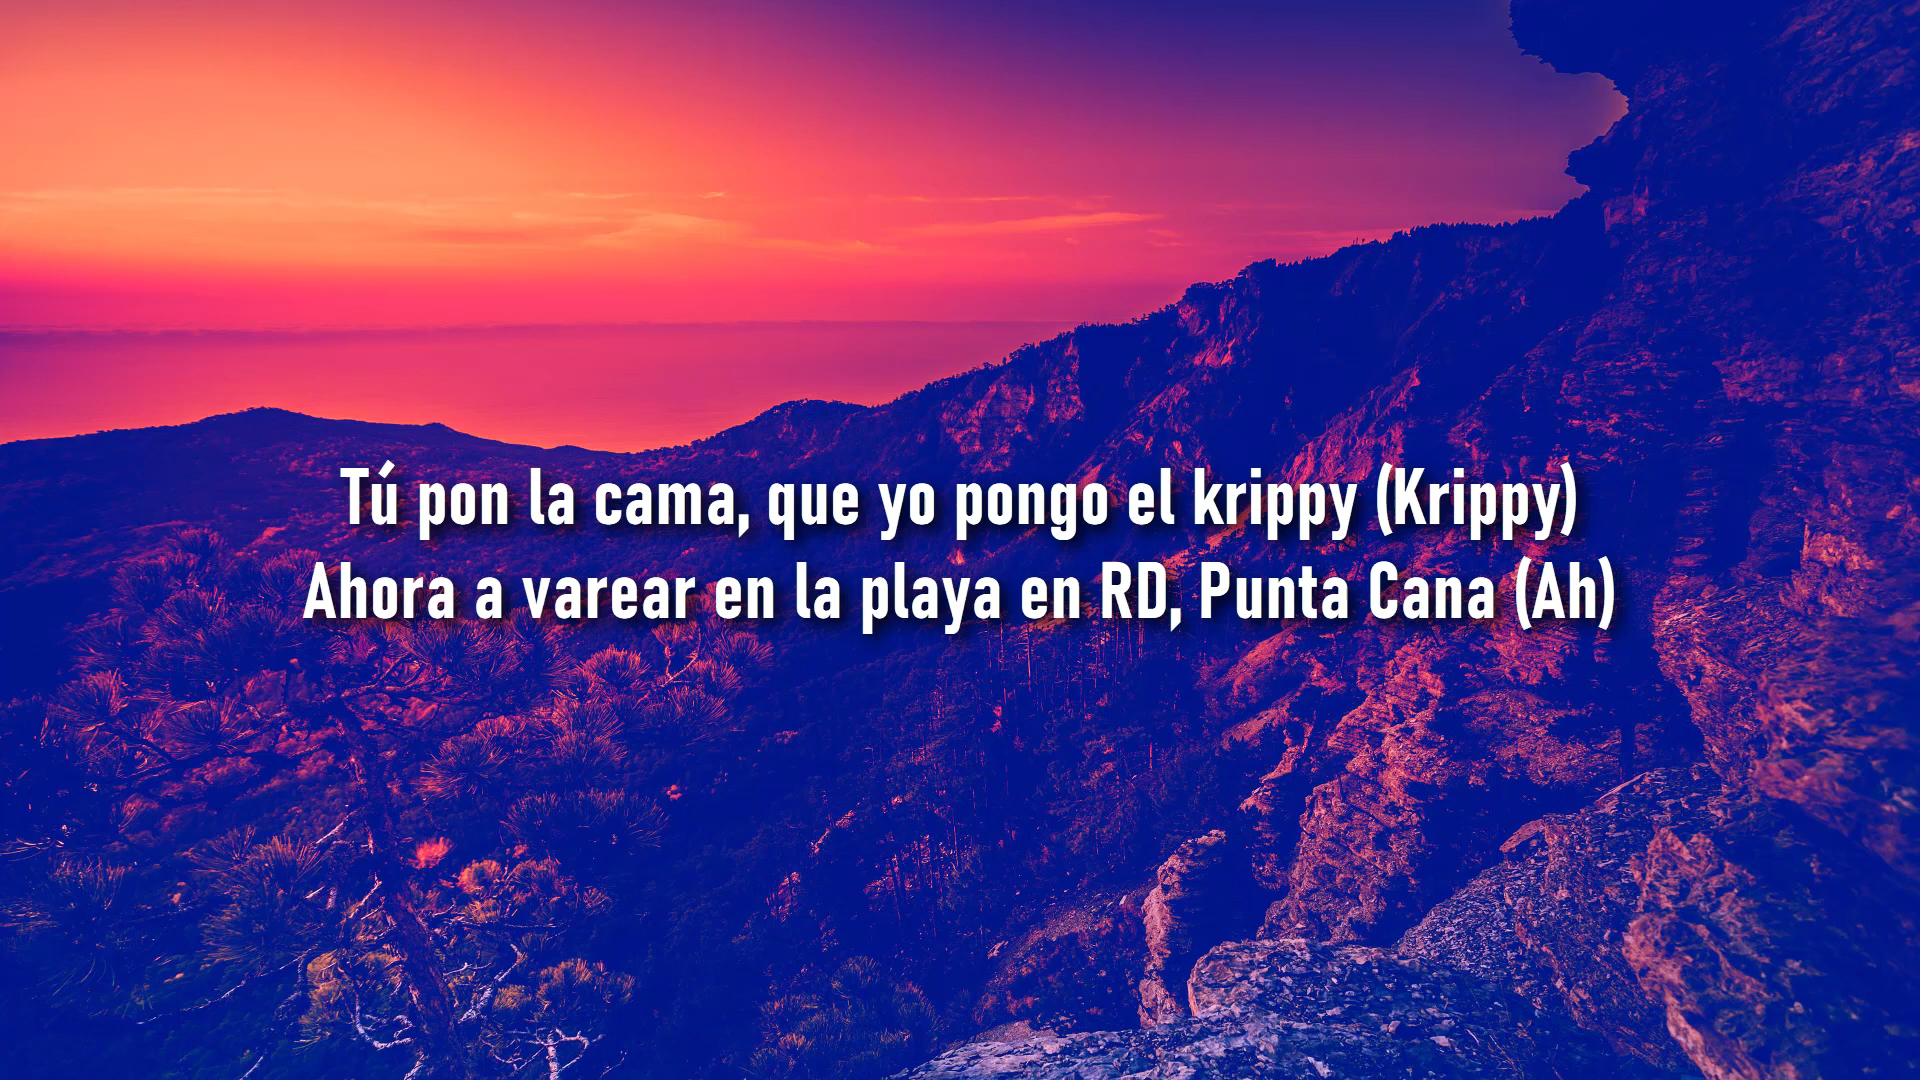 Tú pon la cama, que yo pongo el krippy (Krippy)
Ahora a varear en la playa en RD, Punta Cana (Ah)